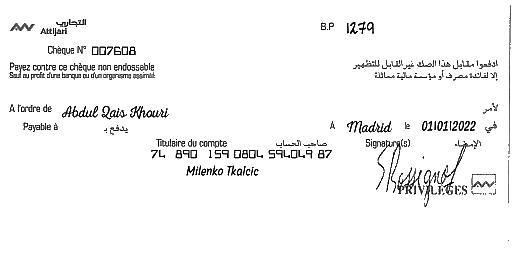 التجاري
Attijari
B.P 1279
Chèque N° 007608
Payez contre ce chèque non endossable
ادفعوا مقابل هذا الصك غير القابل للتظهير
Sauf au profit d'une banque ou d'un organisme assimilé
إلا لفائدة مصرف أو مؤسسة مالية مماثلة
A l'ordre de Abdul Qais Khouri لأمر
Payable à يدفع بـ A Madrid le 01/01/2022 في
Titulaire du compte صاحب الحساب Signature(s) الإمضاء
74 890 159 0804 594049 87
Milenko Tkalcic
Rossignol
PRIVILÈGES